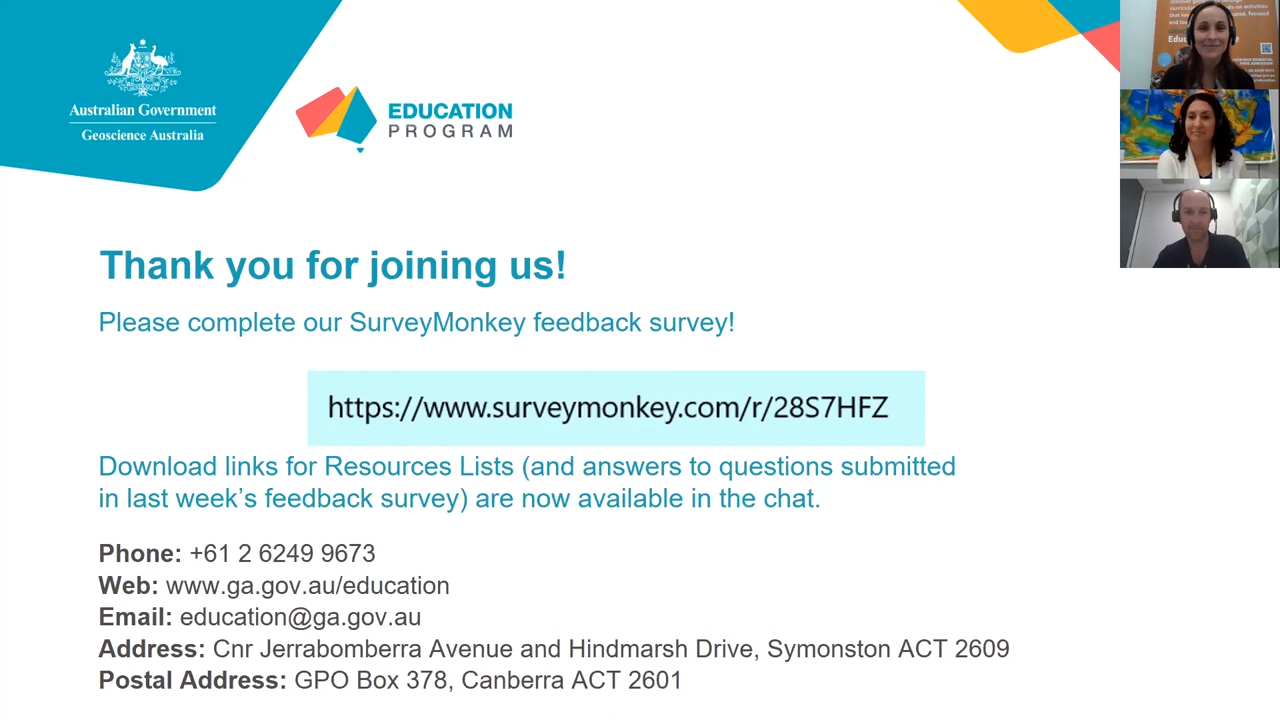 Australian Government
Geoscience Australia
EDUCATION
PROGRAM
Thank you for joining us!
Please complete our SurveyMonkey feedback survey!
https://www.surveymonkey.com/r/28S7HFZ
Download links for Resources Lists (and answers to questions submitted
in last week’s feedback survey) are now available in the chat.
Phone: +61 2 6249 9673
Web: www.ga.gov.au/education
Email: education@ga.gov.au
Address: Cnr Jerrabomberra Avenue and Hindmarsh Drive, Symonston ACT 2609
Postal Address: GPO Box 378, Canberra ACT 2601